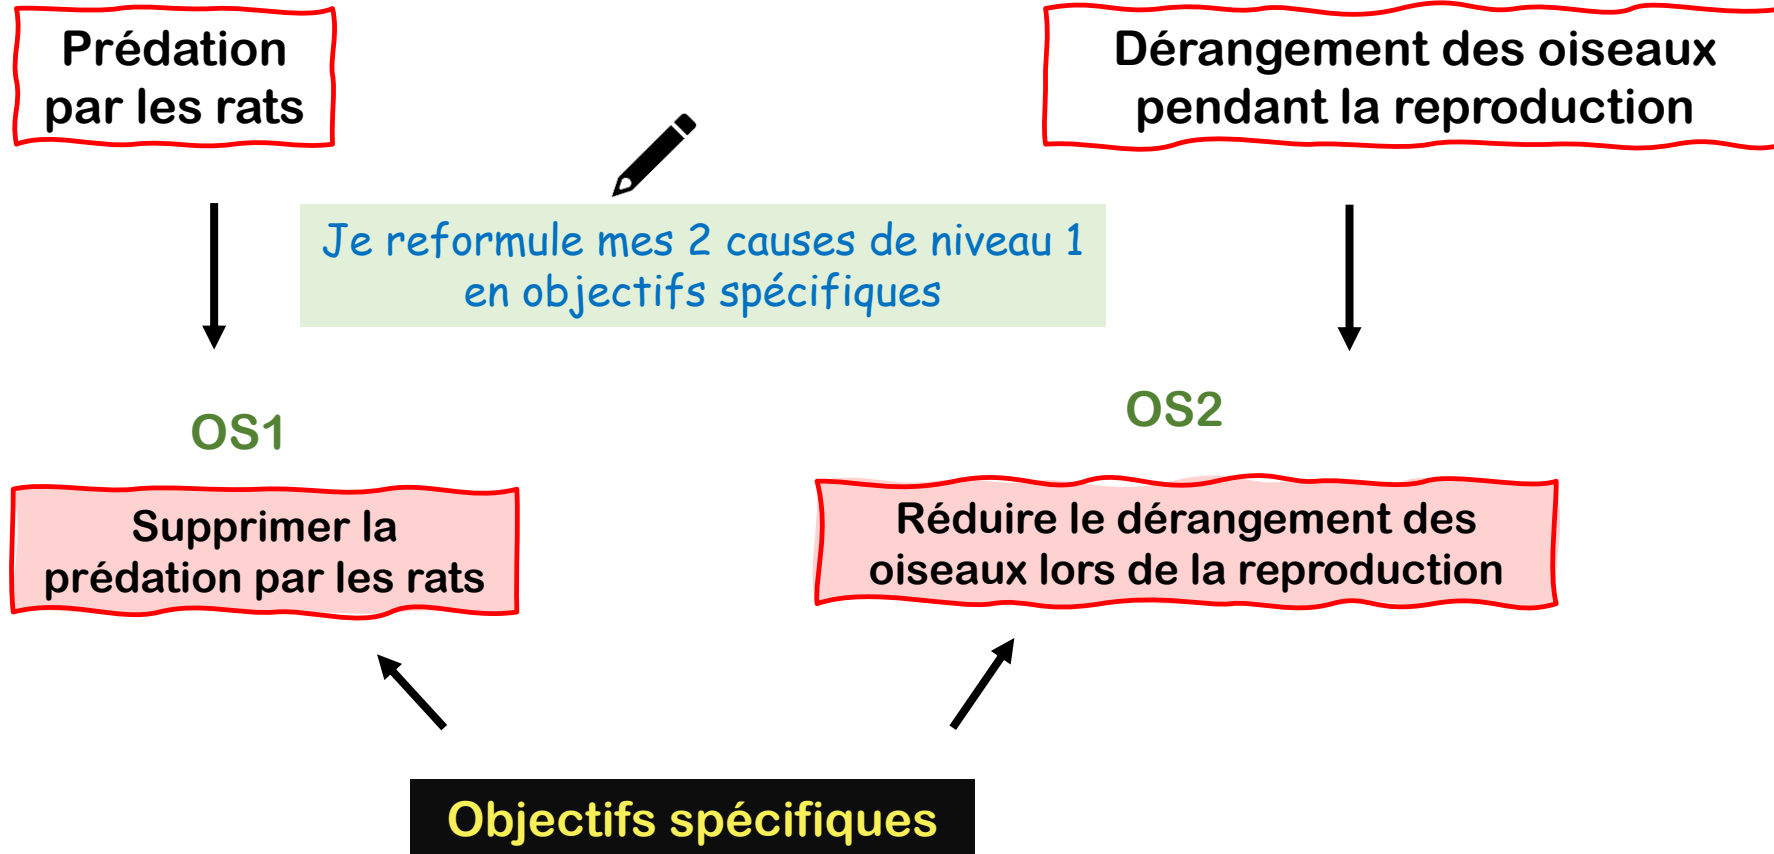 Prédation
par les rats
Dérangement des oiseaux
pendant la reproduction
Je reformule mes 2 causes de niveau 1
en objectifs spécifiques
OS1
OS2
Supprimer la
prédation par les rats
Réduire le dérangement des
oiseaux lors de la reproduction
Objectifs spécifiques